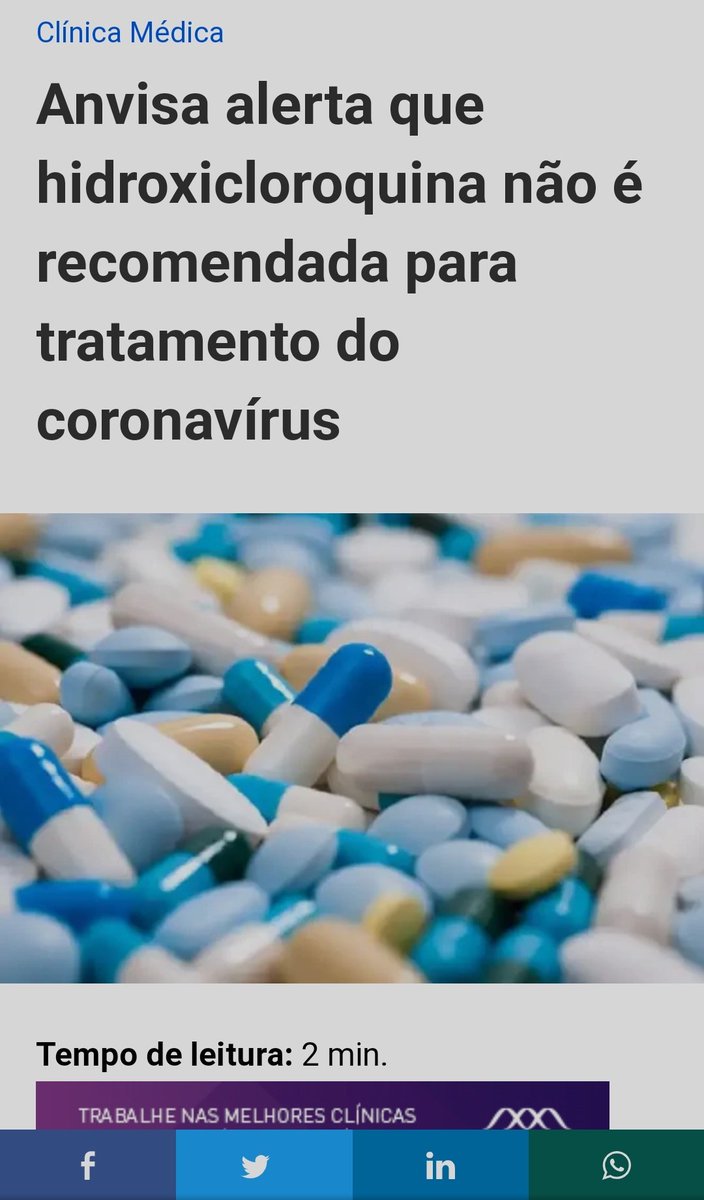 Clínica Médica
Anvisa alerta que
hidroxicloroquina não é
recomendada para
tratamento do
coronavírus
Tempo de leitura: 2 min.
TRABALHE NAS MELHORES CLÍNICAS
f
in